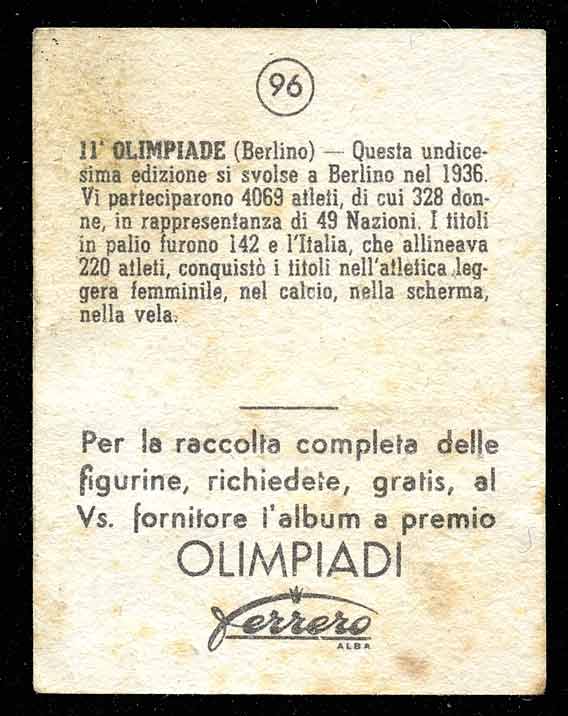 96
11ª OLIMPIADE (Berlino) — Questa undice-
sima edizione si svolse a Berlino nel 1936.
Vi parteciparono 4069 atleti, di cui 328 don-
ne, in rappresentanza di 49 Nazioni. I titoli
in palio furono 142 e l'Italia, che allineava
220 atleti, conquistò i titoli nell'atletica leg-
gera femminile, nel calcio, nella scherma,
nella vela.
Per la raccolta completa delle
figurine, richiedete, gratis, al
Vs. fornitore l'album a premio
OLIMPIADI
Ferrero
ALBA